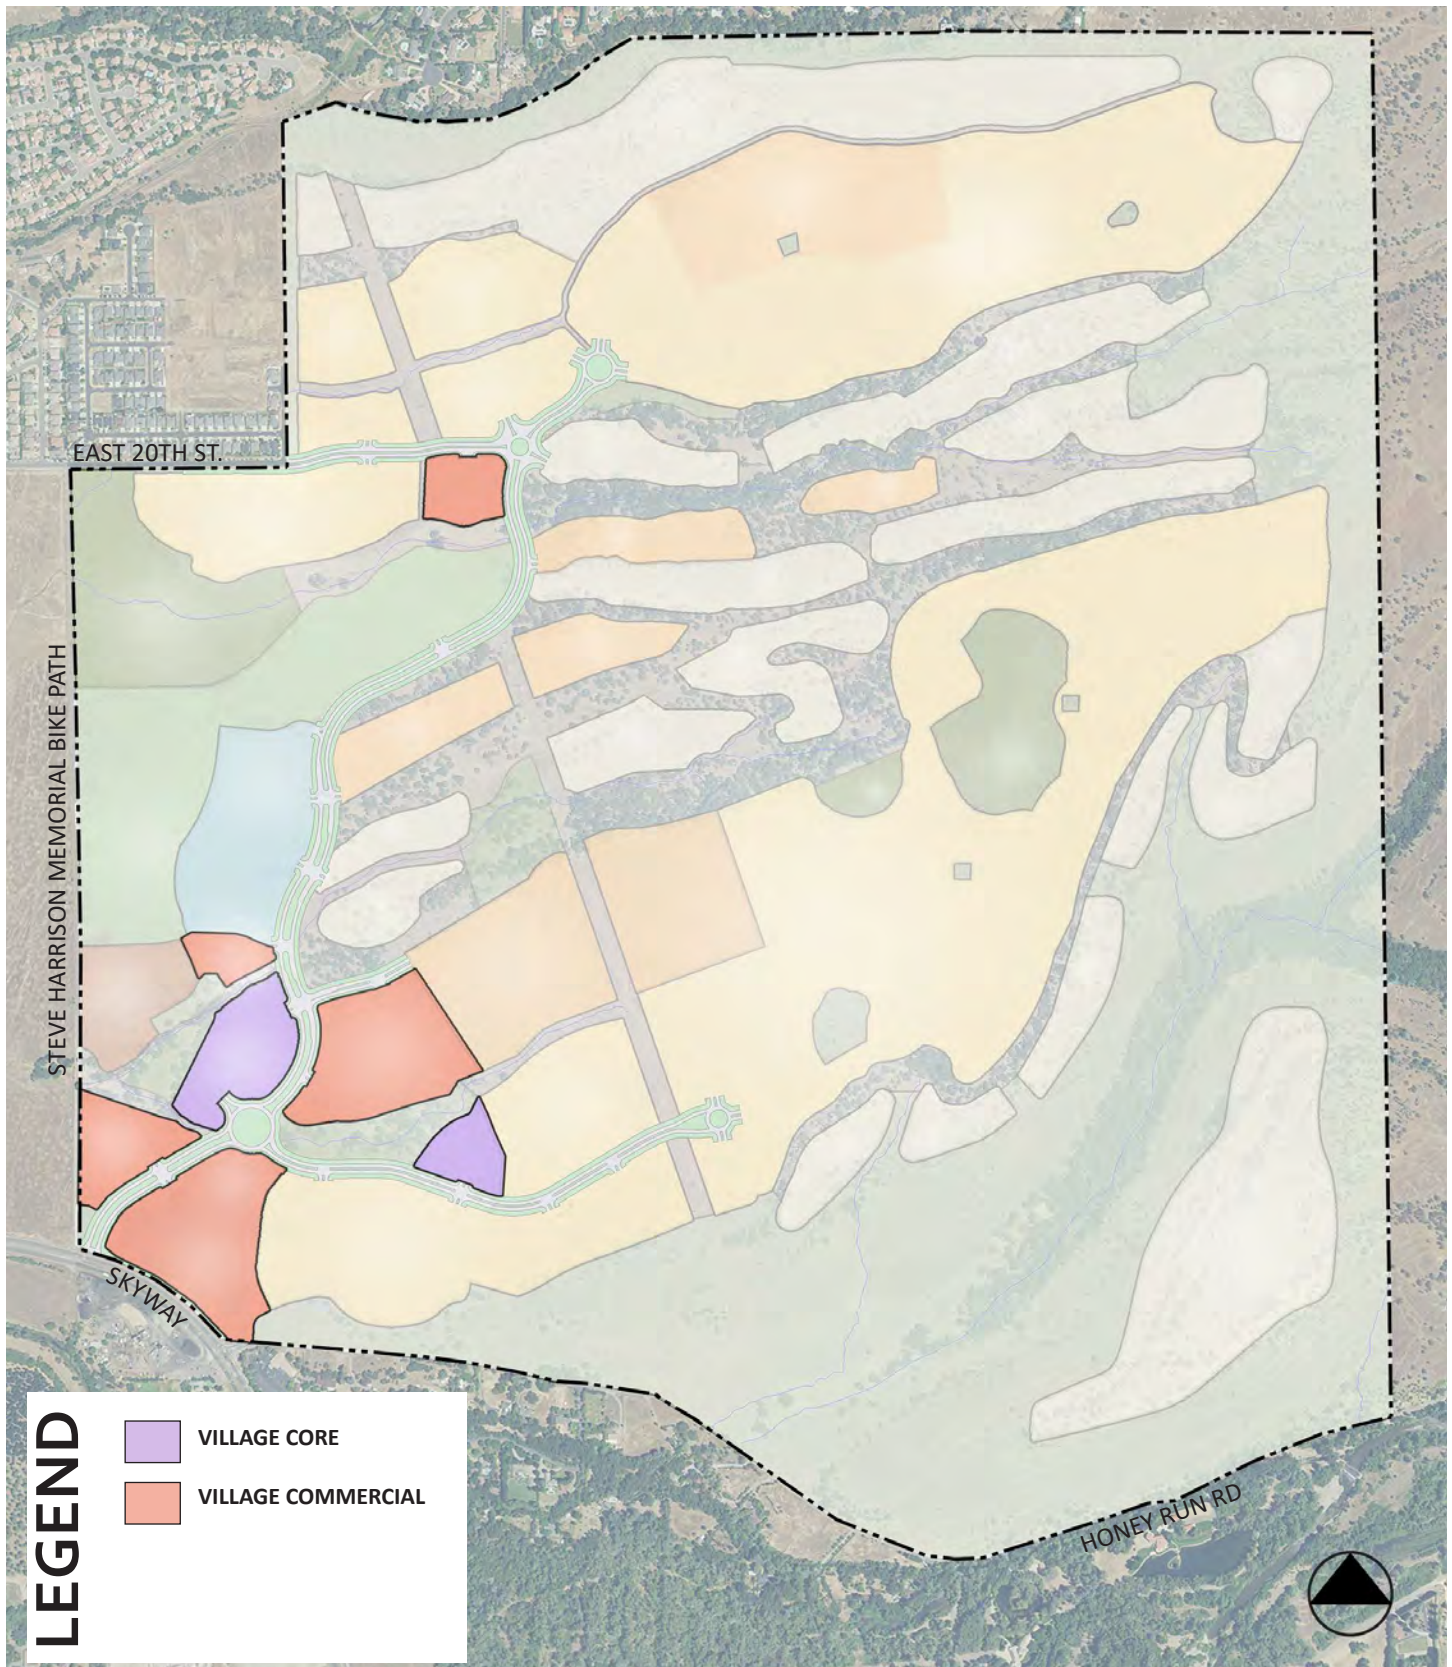 EAST 20TH ST.
STEVE HARRISON MEMORIAL BIKE PATH
SKYWAY
HONEY RUN RD
LEGEND
VILLAGE CORE
VILLAGE COMMERCIAL